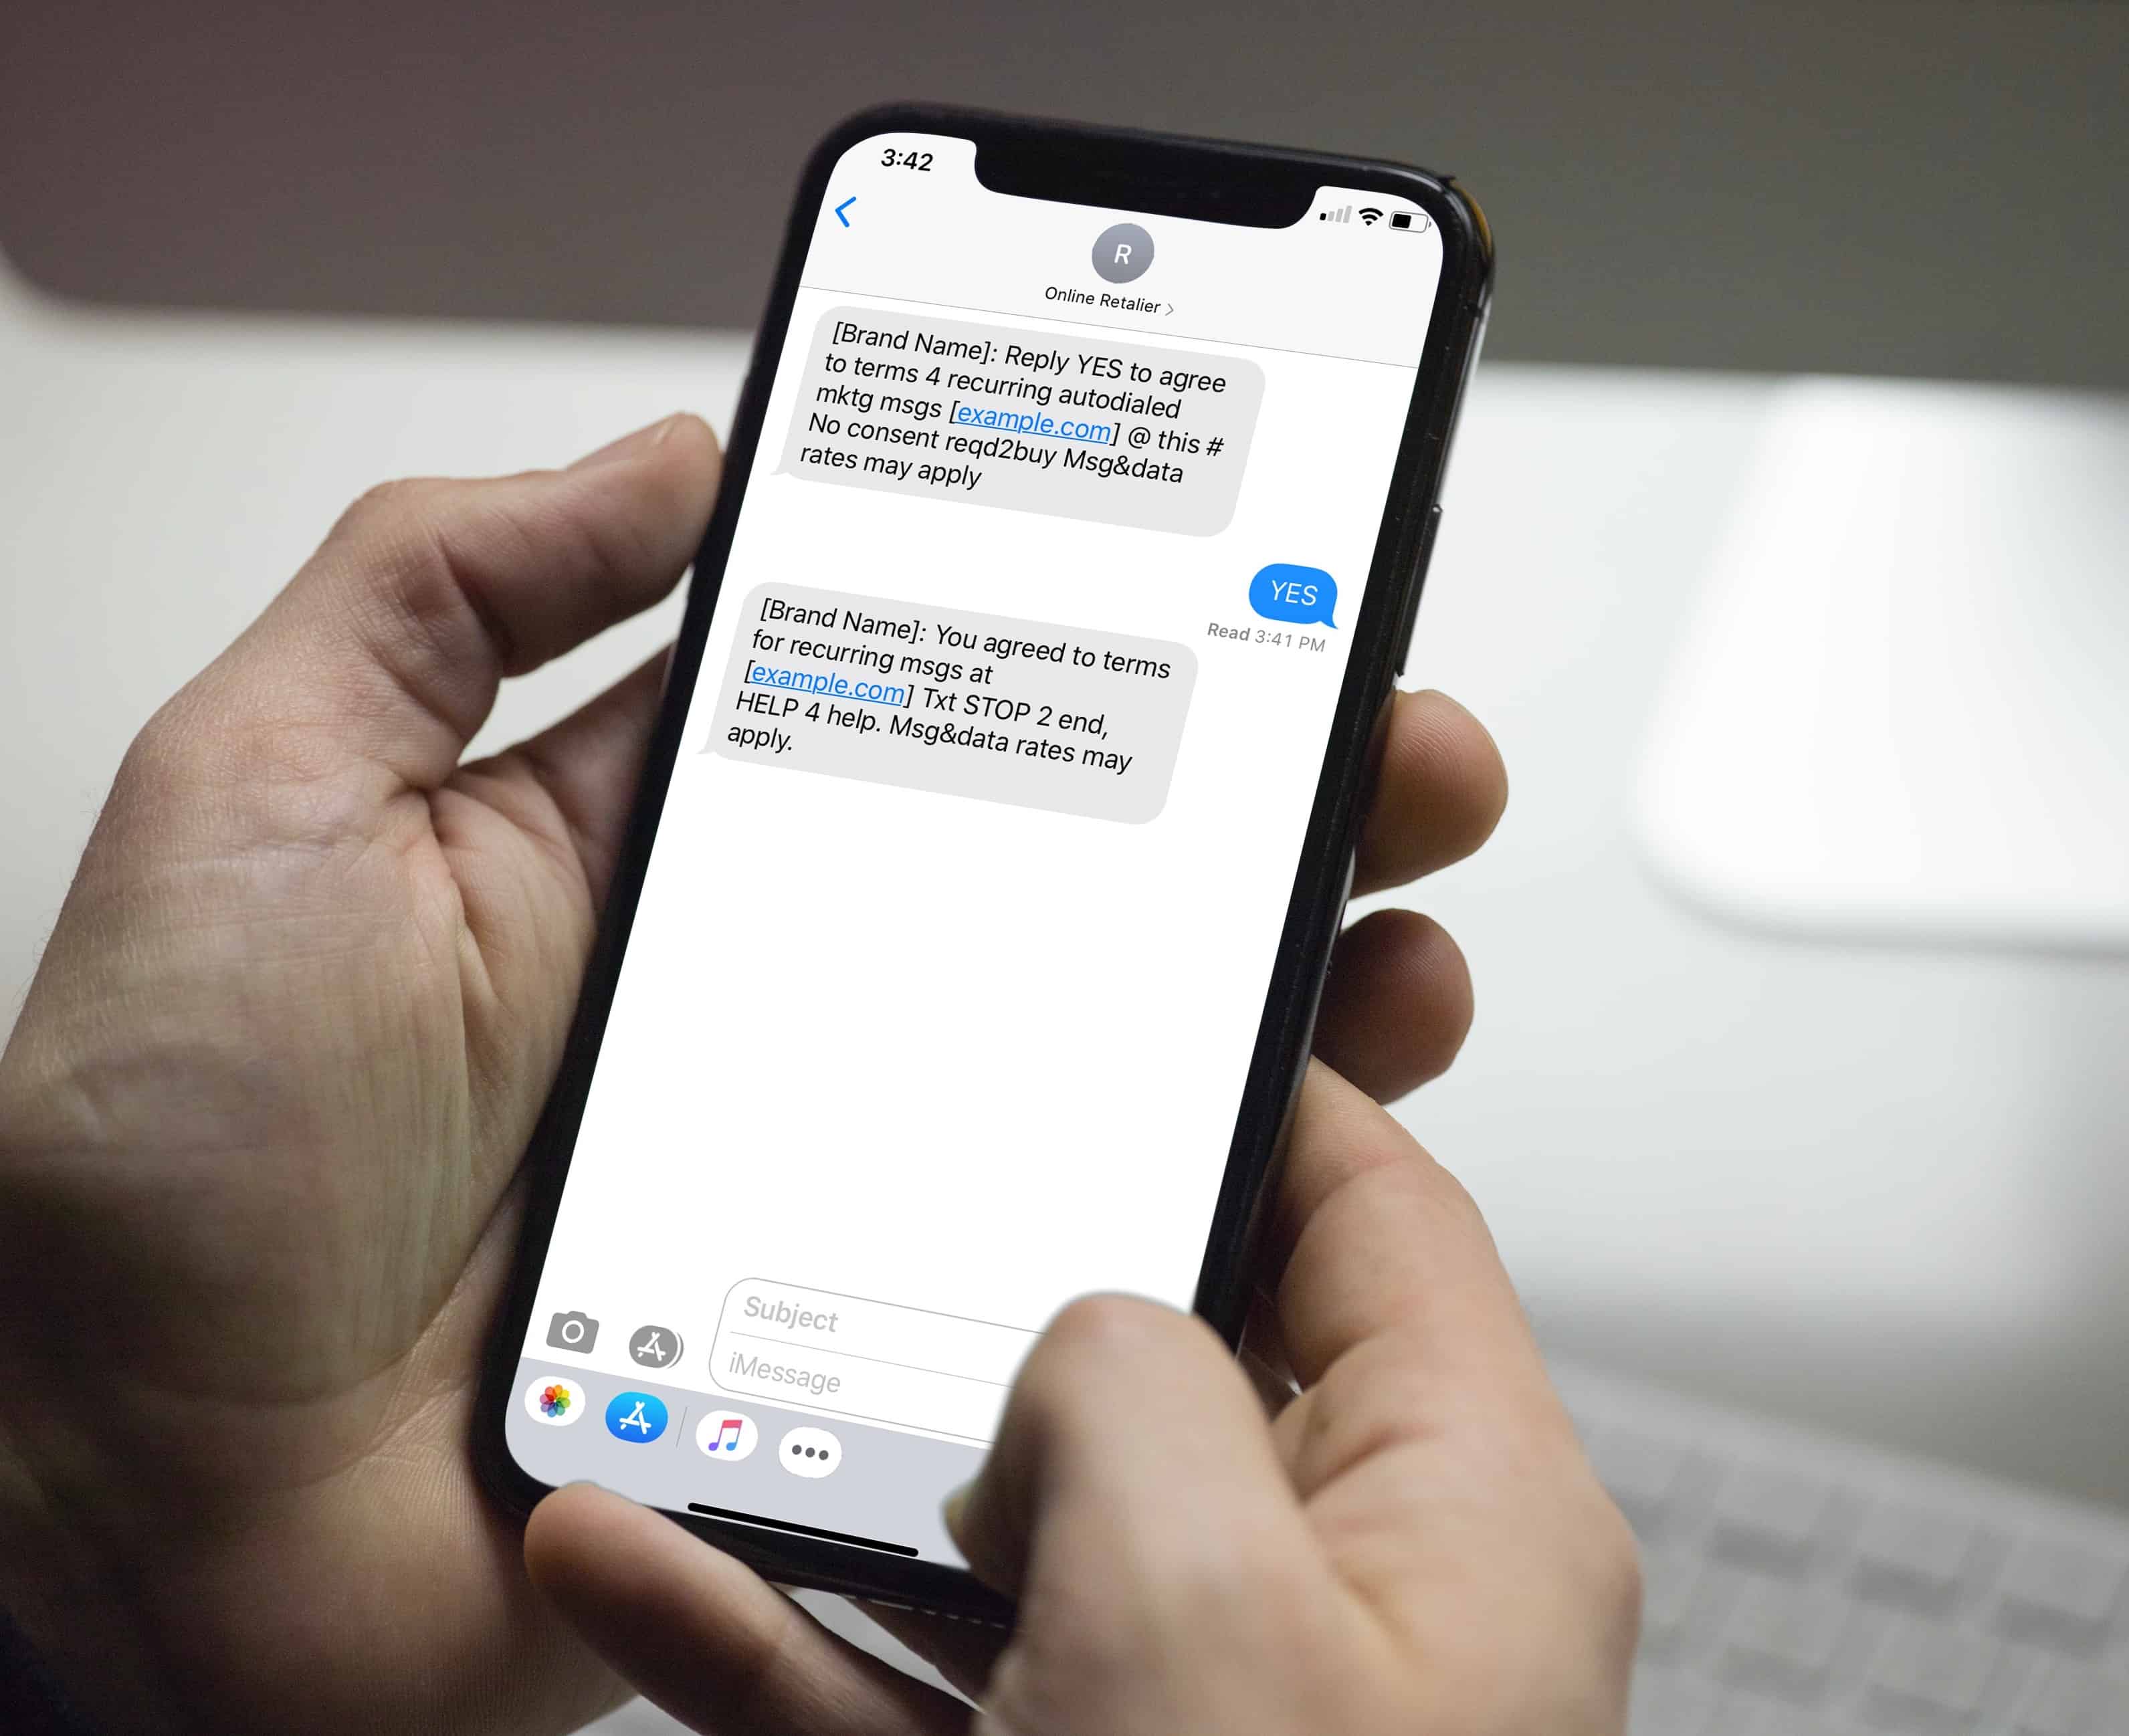 3:42
R
Online Retalier >
[Brand Name]: Reply YES to agree
to terms 4 recurring autodialed
mktg msgs [example.com] @ this #
No consent reqd2buy Msg&data
rates may apply
YES
Read 3:41 PM
[Brand Name]: You agreed to terms
for recurring msgs at
[example.com] Txt STOP 2 end,
HELP 4 help. Msg&data rates may
apply.
Subject
iMessage